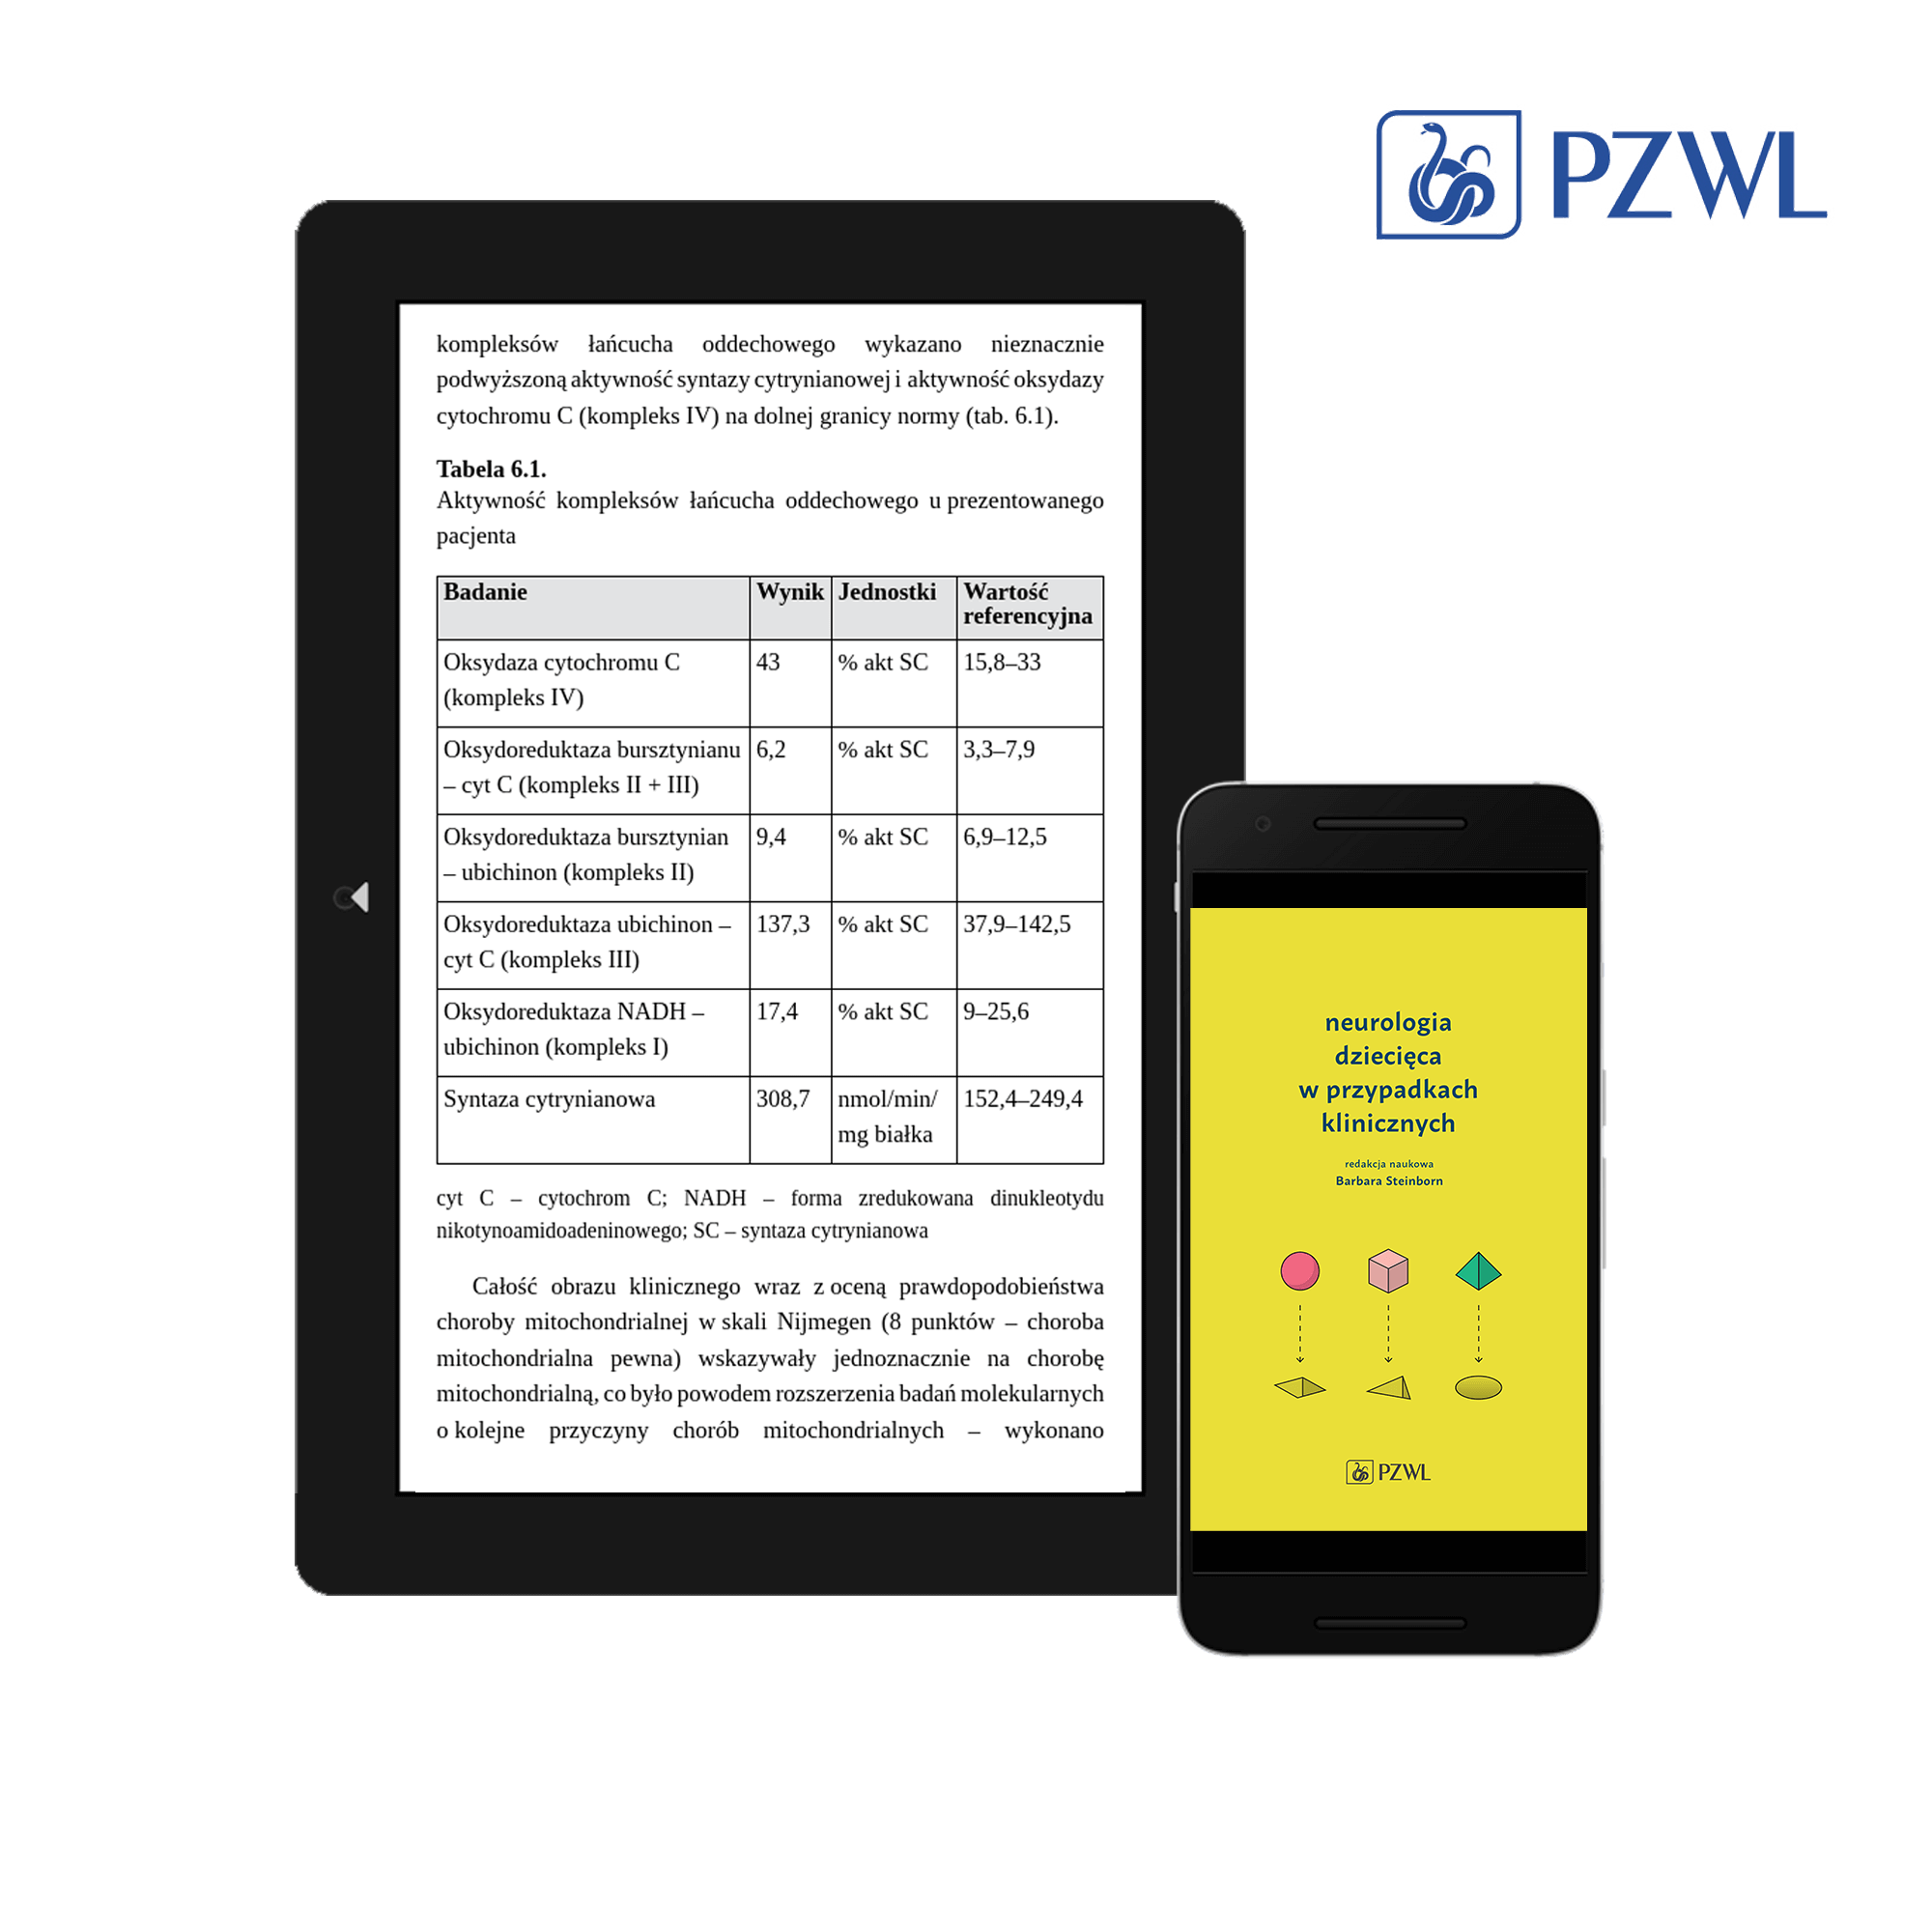 PZWL
kompleksów łańcucha oddechowego wykazano nieznacznie
podwyższoną aktywność syntazy cytrynianowej i aktywność oksydazy
cytochromu C (kompleks IV) na dolnej granicy normy (tab. 6.1).
Tabela 6.1.
Aktywność kompleksów łańcucha oddechowego u prezentowanego
pacjenta
Badanie Wynik Jednostki Wartość
referencyjna
Oksydaza cytochromu C 43 % akt SC 15,8–33
(kompleks IV)
Oksydoreduktaza bursztynianu 6,2 % akt SC 3,3–7,9
– cyt C (kompleks II + III)
Oksydoreduktaza bursztynian 9,4 % akt SC 6,9–12,5
– ubichinon (kompleks II)
Oksydoreduktaza ubichinon – 137,3 % akt SC 37,9–142,5
cyt C (kompleks III)
Oksydoreduktaza NADH – 17,4 % akt SC 9–25,6
ubichinon (kompleks I)
Syntaza cytrynianowa 308,7 nmol/min/ 152,4–249,4
mg białka
cyt C – cytochrom C; NADH – forma zredukowana dinukleotydu
nikotynoamidoadeninowego; SC – syntaza cytrynianowa
Całość obrazu klinicznego wraz z oceną prawdopodobieństwa
choroby mitochondrialnej w skali Nijmegen (8 punktów – choroba
mitochondrialna pewna) wskazywały jednoznacznie na chorobę
mitochondrialną, co było powodem rozszerzenia badań molekularnych
o kolejne przyczyny chorób mitochondrialnych – wykonano
neurologia
dziecięca
w przypadkach
klinicznych
redakcja naukowa
Barbara Steinborn
PZWL